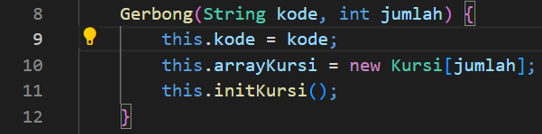 8 Gerbong(String kode, int jumlah) {
9 this.kode = kode;
10 this.arrayKursi = new Kursi[jumlah];
11 this.initKursi();
12 }